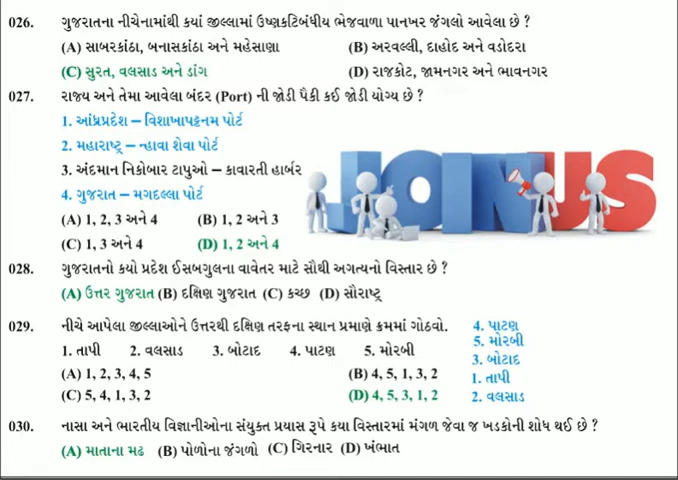 026. ગુજરાતના નીચેનામાંથી કયાં જીલ્લામાં ઉષ્ણકટિબંધીય ભેજવાળા પાનખર જંગલો આવેલા છે ?
(A) સાબરકાંઠા, બનાસકાંઠા અને મહેસાણા (B) અરવલ્લી, દાહોદ અને વડોદરા
(C) સુરત, વલસાડ અને ડાંગ (D) રાજકોટ, જામનગર અને ભાવનગર
027. રાજ્ય અને તેમા આવેલા બંદર (Port) ની જોડી પૈકી કઈ જોડી યોગ્ય છે ?
1. આંધ્રપ્રદેશ – વિશાખાપટ્ટનમ પોર્ટ
2. મહારાષ્ટ્ર – ન્હાવા શેવા પોર્ટ
3. અંદમાન નિકોબાર ટાપુઓ – કાવારતી હાર્બર
4. ગુજરાત – મગદલ્લા પોર્ટ
JOIN US
(A) 1, 2, 3 અને 4 (B) 1, 2 અને 3
(C) 1, 3 અને 4 (D) 1, 2 અને 4
028. ગુજરાતનો કયો પ્રદેશ ઈસબગુલના વાવેતર માટે સૌથી અગત્યનો વિસ્તાર છે ?
(A) ઉત્તર ગુજરાત (B) દક્ષિણ ગુજરાત (C) કચ્છ (D) સૌરાષ્ટ્ર
029. નીચે આપેલા જીલ્લાઓને ઉત્તરથી દક્ષિણ તરફના સ્થાન પ્રમાણે ક્રમમાં ગોઠવો.
1. તાપી 2. વલસાડ 3. બોટાદ 4. પાટણ 5. મોરબી
(A) 1, 2, 3, 4, 5 (B) 4, 5, 1, 3, 2
(C) 5, 4, 1, 3, 2 (D) 4, 5, 3, 1, 2
4. પાટણ
5. મોરબી
3. બોટાદ
1. તાપી
2. વલસાડ
030. નાસા અને ભારતીય વિજ્ઞાનીઓના સંયુક્ત પ્રયાસ રૂપે કયા વિસ્તારમાં મંગળ જેવા જ ખડકોની શોધ થઈ છે ?
(A) માતાના મઢ (B) પોળોના જંગળો (C) ગિરનાર (D) ખંભાત